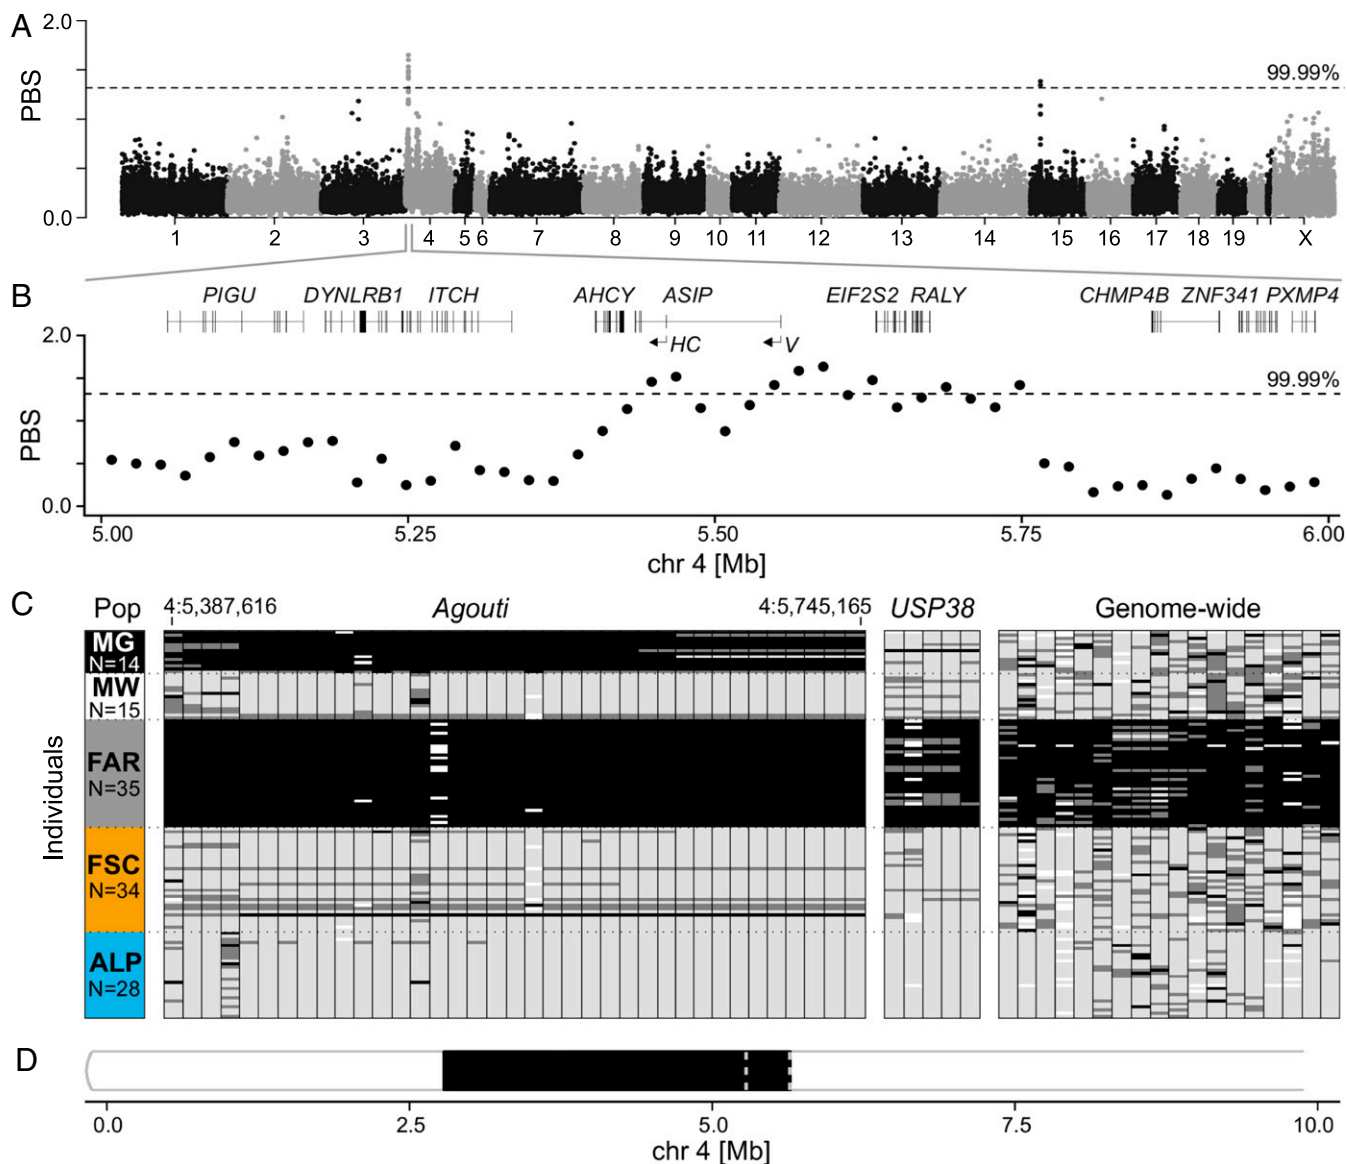 A
2.0
PBS
0.0
99.99%
1 2 3 4 5 6 7 8 9 10 11 12 13 14 15 16 17 18 19 X
B
PIGU DYNLRB1 ITCH AHCY ASIP EIF2S2 RALY CHMP4B ZNF341 PXMP4
HC V
2.0
PBS
0.0
99.99%
5.00 5.25 5.50 5.75 6.00
chr 4 [Mb]
C
Pop 4:5,387,616 Agouti 4:5,745,165 USP38 Genome-wide
Individuals
MG
N=14
MW
N=15
FAR
N=35
FSC
N=34
ALP
N=28
D
0.0 2.5 5.0 7.5 10.0
chr 4 [Mb]